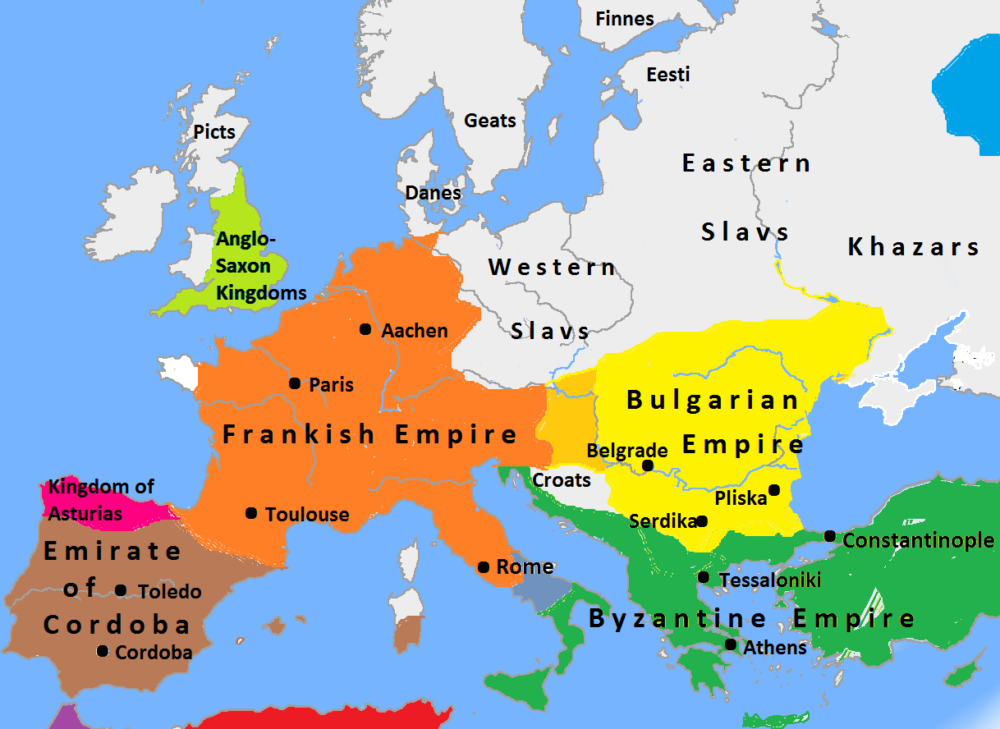 Finnes
Eesti
Geats
Picts
Eastern
Danes
Slavs
Khazars
Anglo-
Saxon
Kingdoms
Western
Slavs
Aachen
Paris
Bulgarian
Empire
Frankish Empire
Belgrade
Croats
Kingdom of
Asturias
Pliska
Toulouse
Serdika
Constantinople
Emirate
of
Cordoba
Toledo
Rome
Tessaloniki
Byzantine Empire
Athens
Cordoba